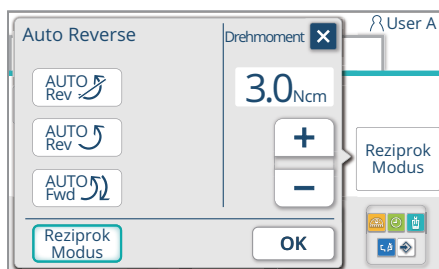 Auto Reverse
Drehmoment
User A
AUTO
Rev
3.0Ncm
AUTO
Rev
+
Reziprok
Modus
AUTO
Fwd
−
Reziprok
Modus
OK